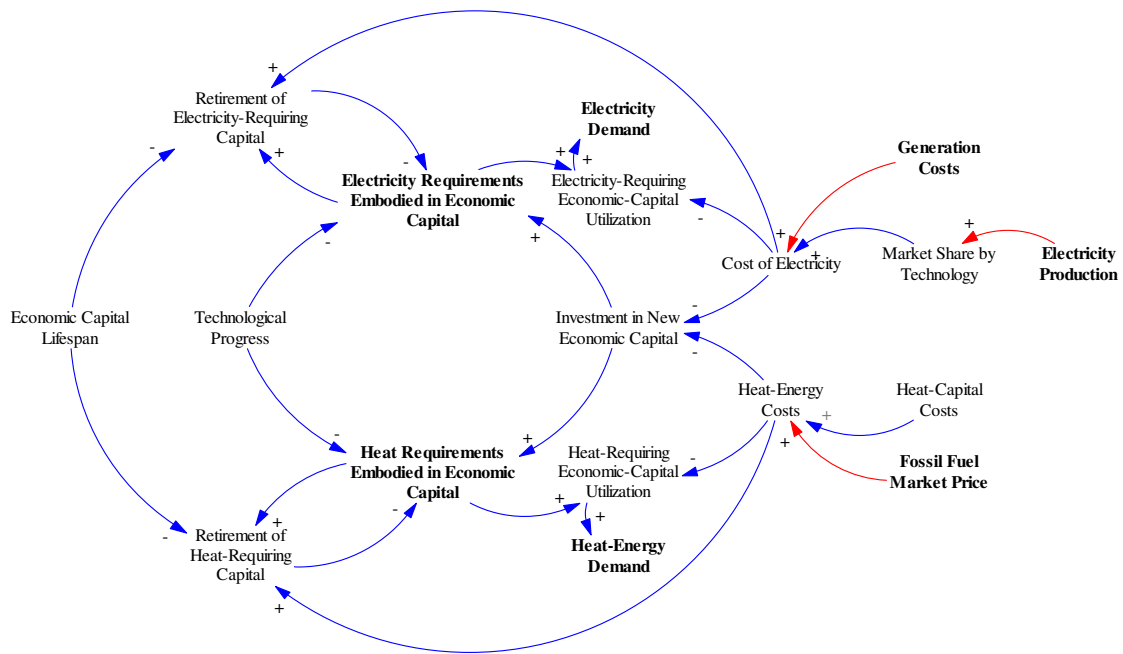 +
Retirement of
Electricity-Requiring
Capital
-
+
-
Electricity
Demand
+
+
Generation
Costs
Electricity Requirements
Embodied in Economic
Capital
-
+
Electricity-Requiring
Economic-Capital
Utilization
-
+
+
Cost of Electricity
+
Market Share by
Technology
Electricity
Production
Economic Capital
Lifespan
Technological
Progress
-
Investment in New
Economic Capital
-
Heat-Energy
Costs
+
Heat-Capital
Costs
-
+
Heat Requirements
Embodied in Economic
Capital
Heat-Requiring
Economic-Capital
Utilization
-
+
Fossil Fuel
Market Price
+
-
+
+
-
Retirement of
Heat-Requiring
Capital
Heat-Energy
Demand
+